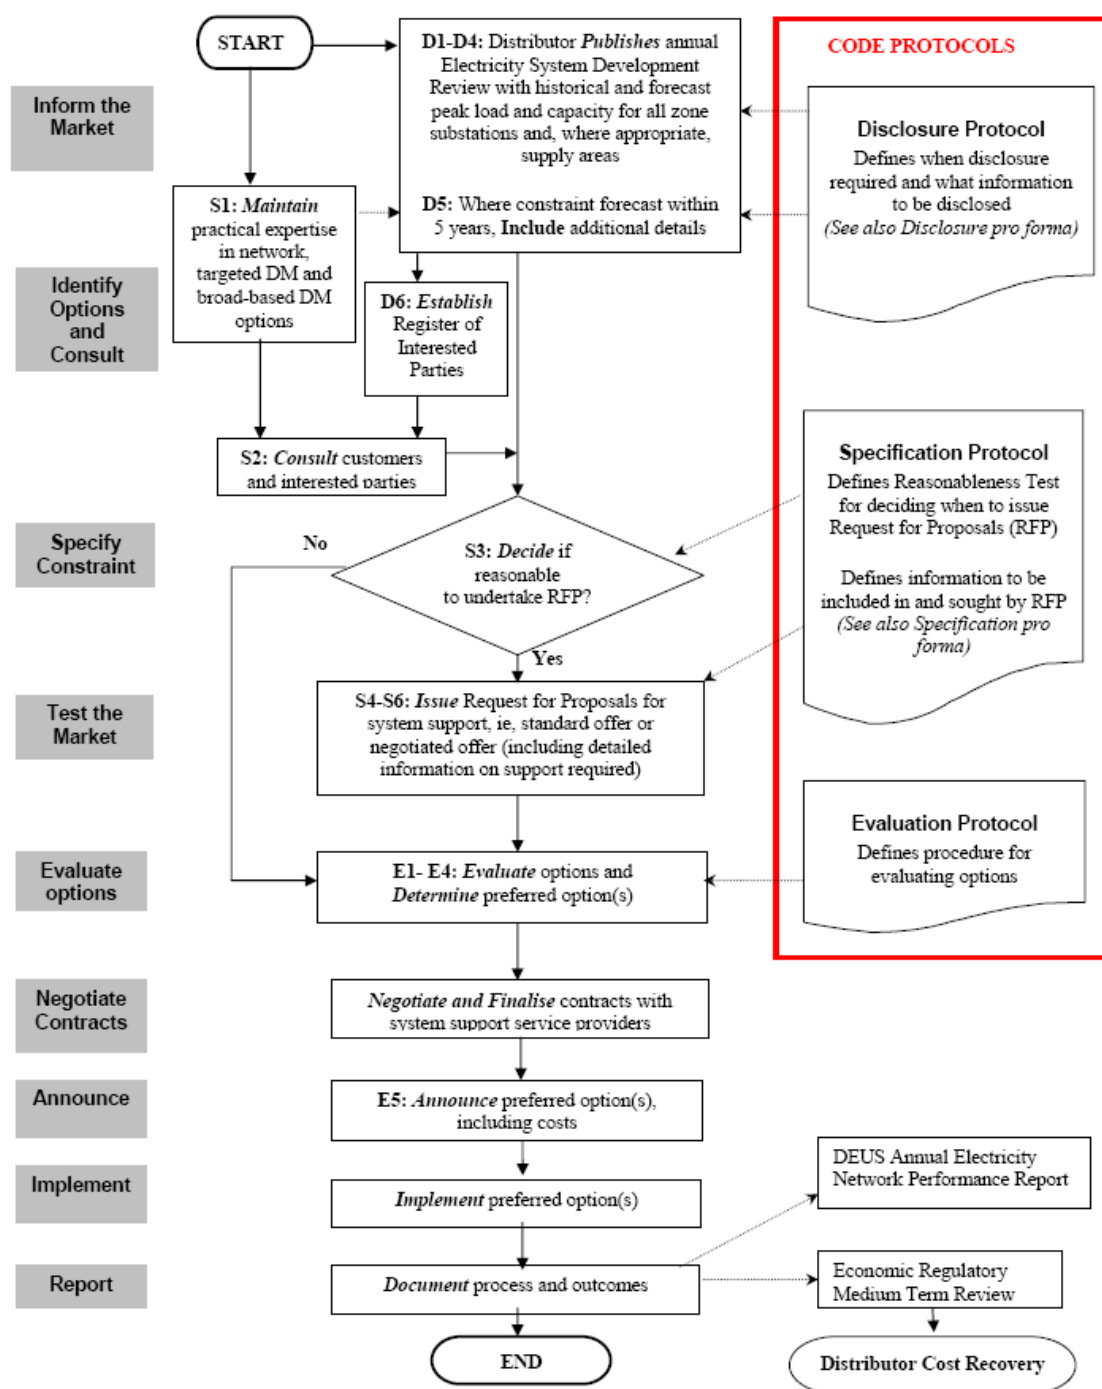 START
D1-D4: Distributor Publishes annual
Electricity System Development
Review with historical and forecast
peak load and capacity for all zone
substations and, where appropriate,
supply areas
D5: Where constraint forecast within
5 years, Include additional details
CODE PROTOCOLS
Inform the
Market
Disclosure Protocol
Defines when disclosure
required and what information
to be disclosed
(See also Disclosure pro forma)
S1: Maintain
practical expertise
in network,
targeted DM and
broad-based DM
options
Identify
Options
and
Consult
D6: Establish
Register of
Interested
Parties
S2: Consult customers
and interested parties
Specification Protocol
Defines Reasonableness Test
for deciding when to issue
Request for Proposals (RFP)
Defines information to be
included in and sought by RFP
(See also Specification pro
forma)
Specify
Constraint
No
S3: Decide if
reasonable
to undertake RFP?
Yes
Test the
Market
S4-S6: Issue Request for Proposals for
system support, ie, standard offer or
negotiated offer (including detailed
information on support required)
Evaluation Protocol
Defines procedure for
evaluating options
Evaluate
options
E1- E4: Evaluate options and
Determine preferred option(s)
Negotiate
Contracts
Negotiate and Finalise contracts with
system support service providers
Announce
E5: Announce preferred option(s),
including costs
Implement
Implement preferred option(s)
DEUS Annual Electricity
Network Performance Report
Report
Document process and outcomes
Economic Regulatory
Medium Term Review
END
Distributor Cost Recovery